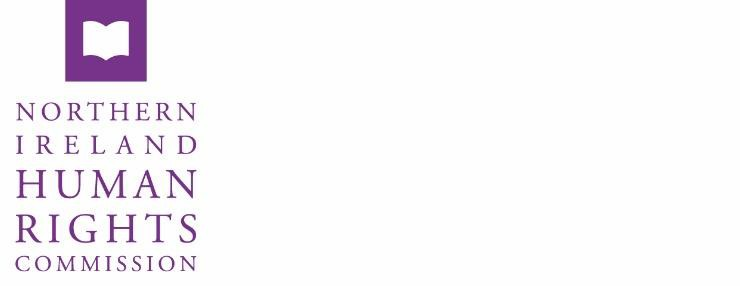 NORTHERN
IRELAND
HUMAN
RIGHTS
COMMISSION